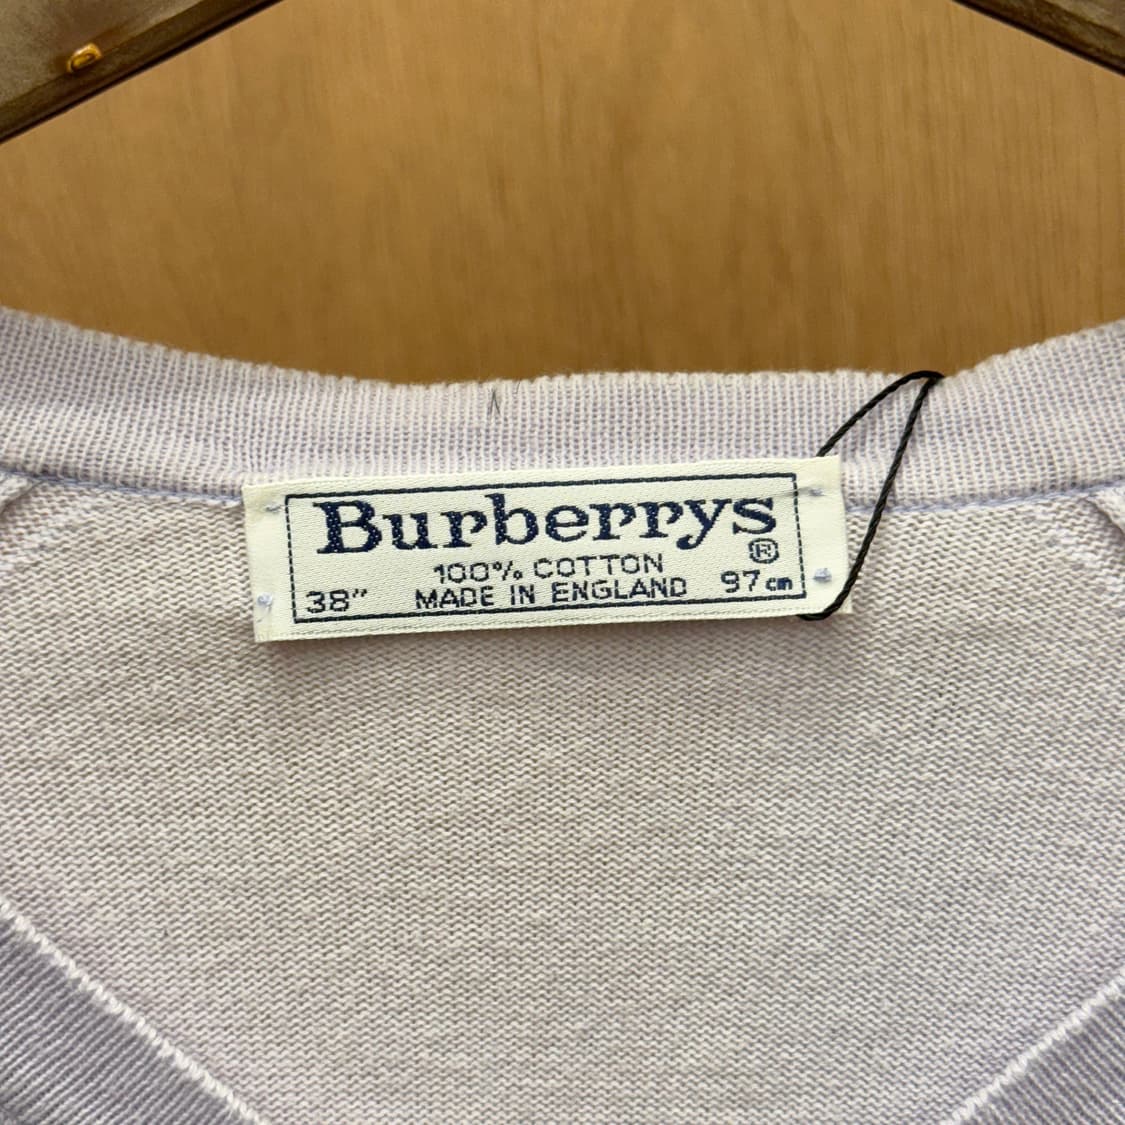 Burberrys
®
100% COTTON
38" MADE IN ENGLAND 97cm